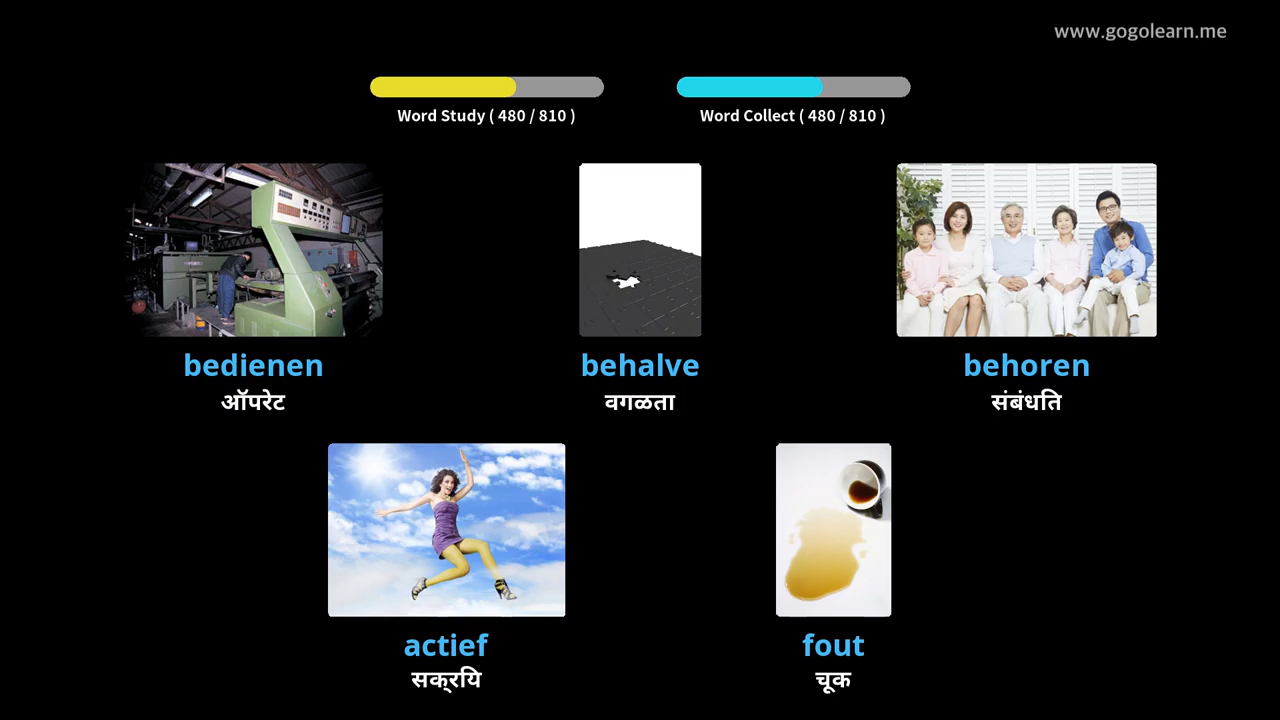 www.gogolearn.me
Word Study ( 480 / 810 )
Word Collect ( 480 / 810 )
bedienen
ऑपरेट
behalve
वगळता
behoren
संबंधति
actief
सक्रयि
fout
चूक